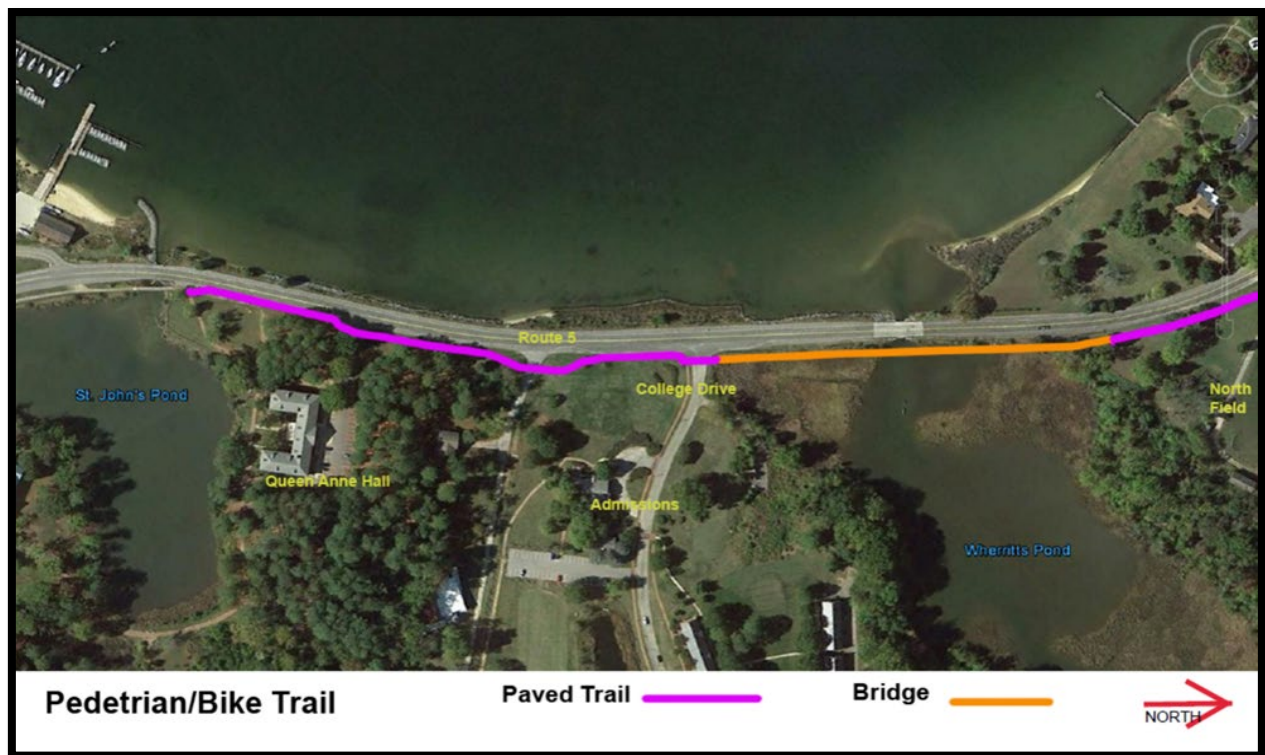 Route 5
St. John's Pond
College Drive
North
Field
Queen Anne Hall
Admissions
Wherritts Pond
Pedetrian/Bike Trail
Paved Trail
Bridge
NORTH